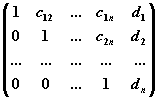 1 c₁₂ ... c₁ₙ d₁
0 1 ... c₂ₙ d₂
... ... ... ... ...
0 0 ... 1 dₙ